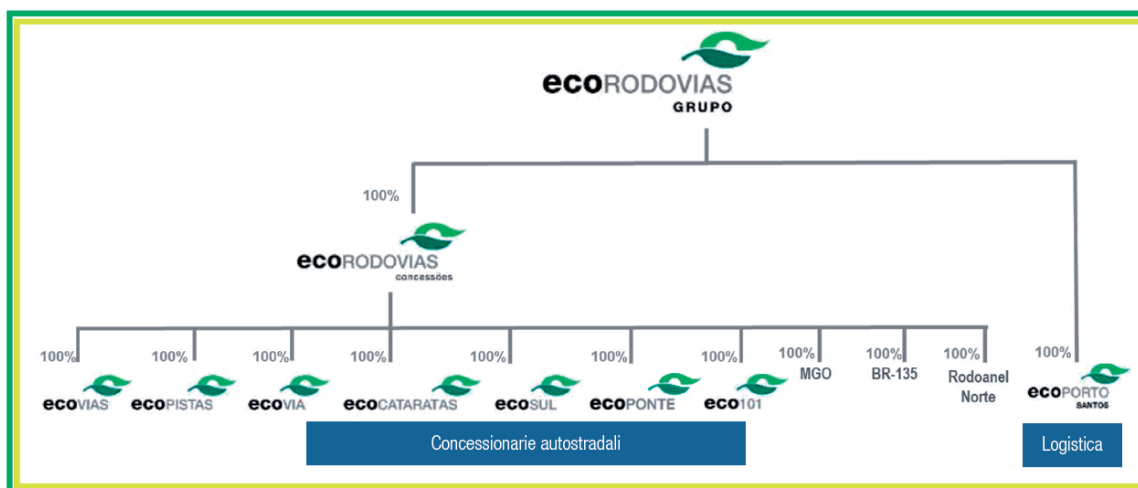 ecoRODOVIAS
GRUPO
100%
ecoRODOVIAS
concessões
100% 100% 100% 100% 100% 100% 100% 100% 100% 100% 100%
MGO BR-135 Rodoanel
Norte
ecoVIAS ecoPISTAS ecoVIA ecoCATARATAS ecoSUL ecoPONTE eco101 ecoPORTO
SANTOS
Concessionarie autostradali Logistica